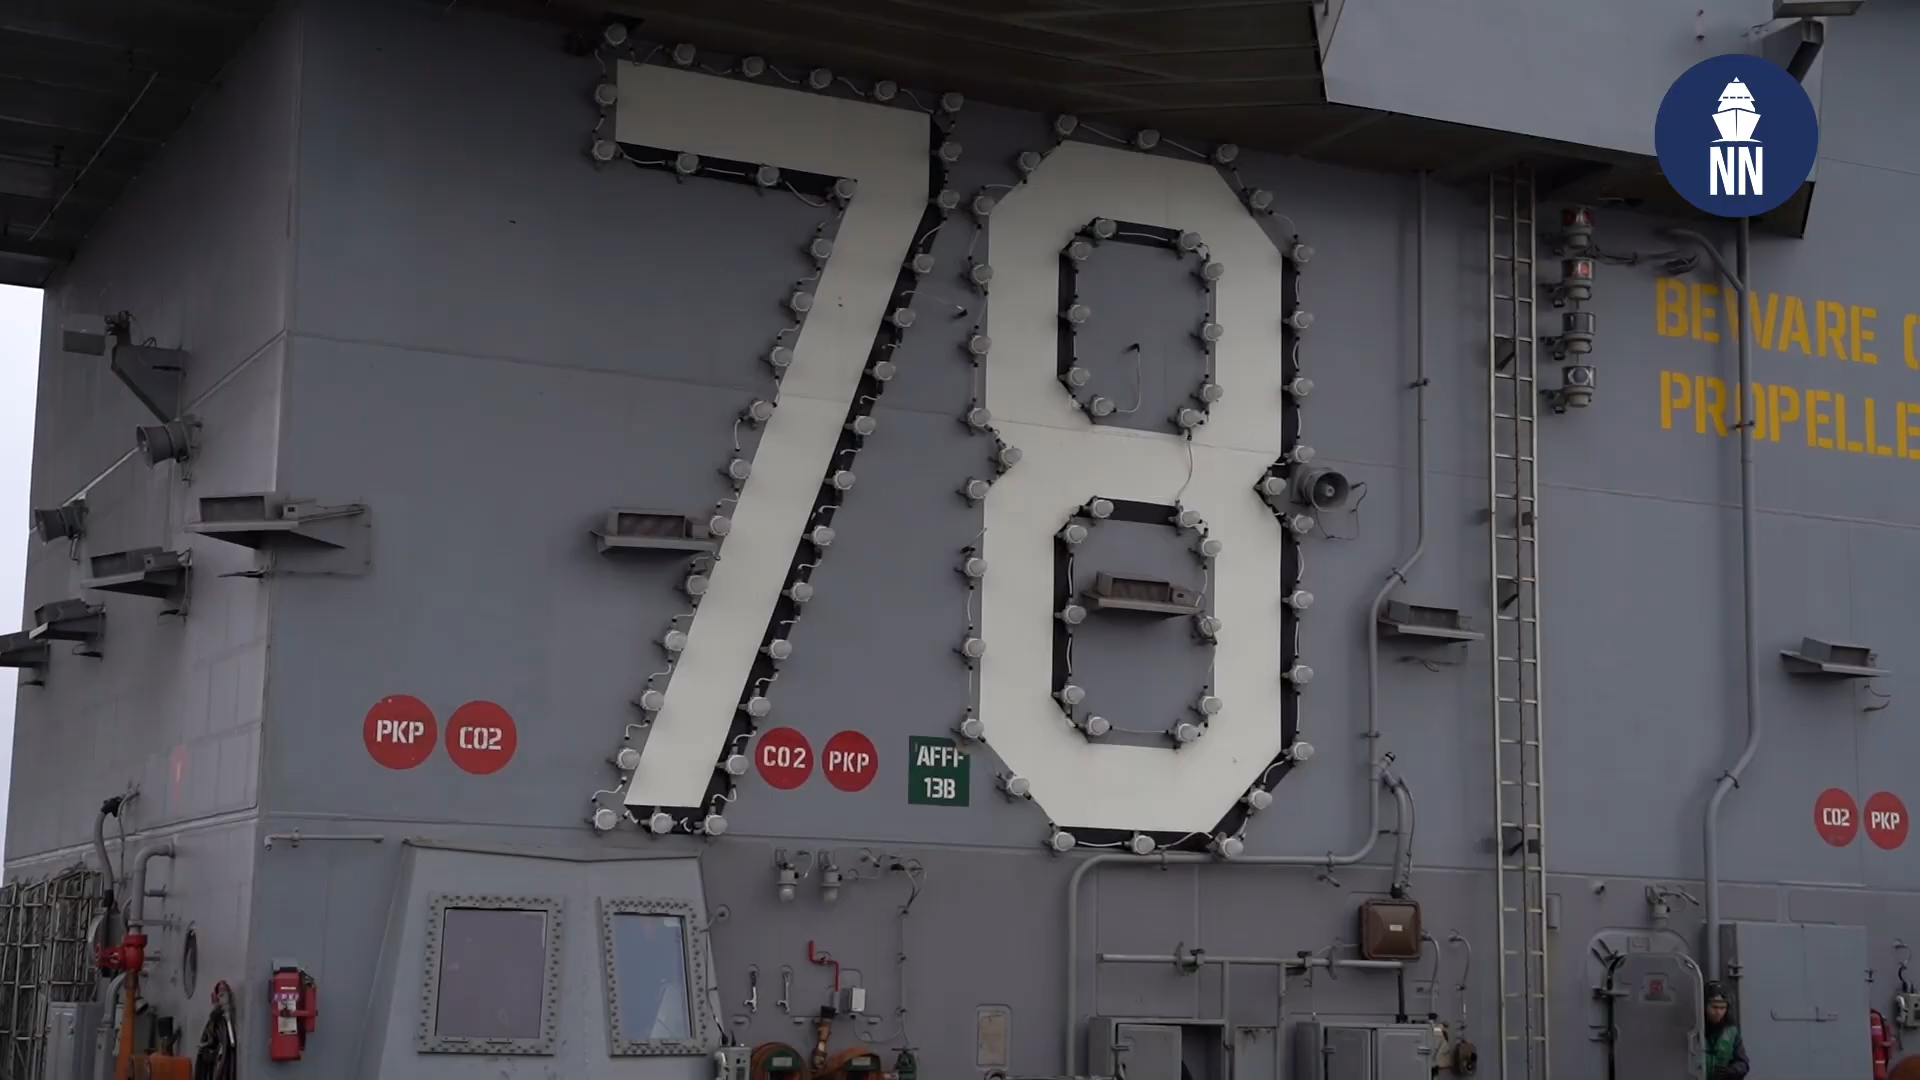 78
NN
BEWARE
PROPELLE
PKP
CO2
CO2
PKP
AFFF
13B
CO2
PKP